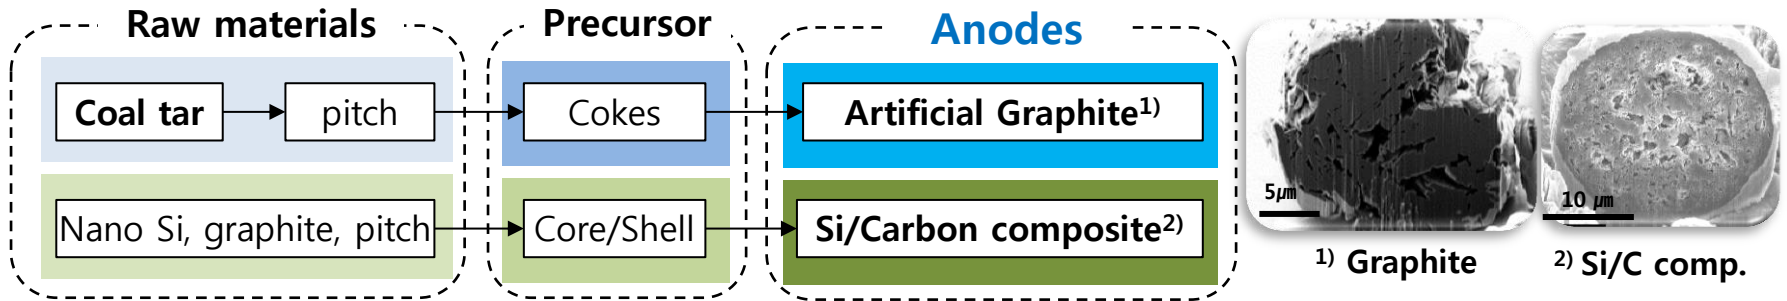 Raw materials
Precursor
Anodes
Coal tar
pitch
Cokes
Artificial Graphite1)
Nano Si, graphite, pitch
Core/Shell
Si/Carbon composite2)
5㎛
10 ㎛
1) Graphite
2) Si/C comp.